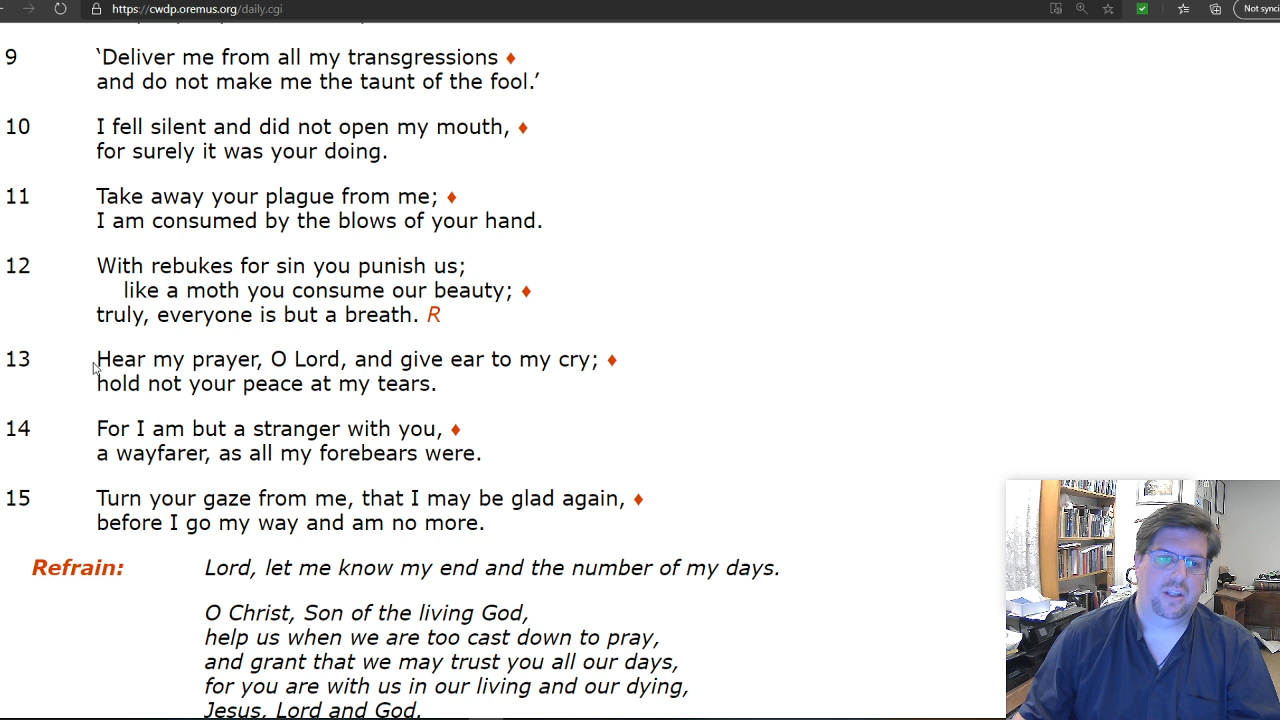 https://cwdp.oremus.org/daily.cgi
Not synci
9 ‘Deliver me from all my transgressions ♦
and do not make me the taunt of the fool.’
10 I fell silent and did not open my mouth, ♦
for surely it was your doing.
11 Take away your plague from me; ♦
I am consumed by the blows of your hand.
12 With rebukes for sin you punish us;
like a moth you consume our beauty; ♦
truly, everyone is but a breath. R
13 Hear my prayer, O Lord, and give ear to my cry; ♦
hold not your peace at my tears.
14 For I am but a stranger with you, ♦
a wayfarer, as all my forebears were.
15 Turn your gaze from me, that I may be glad again, ♦
before I go my way and am no more.
Refrain: Lord, let me know my end and the number of my days.
O Christ, Son of the living God,
help us when we are too cast down to pray,
and grant that we may trust you all our days,
for you are with us in our living and our dying,
Jesus, Lord and God.